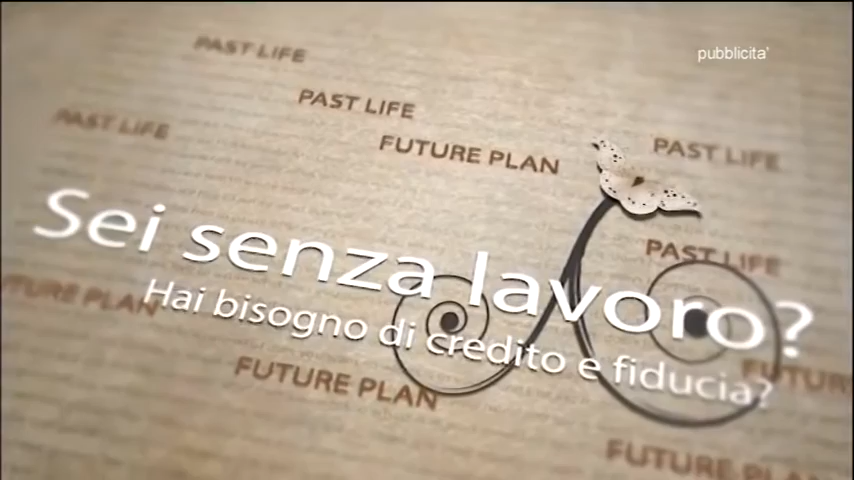 PAST LIFE
pubblicita'
PAST LIFE
PAST LIFE
FUTURE PLAN
PAST LIFE
Sei senza lavoro?
PAST LIFE
Hai bisogno di credito e fiducia?
FUTURE PLAN
FUTURE PLAN
FUTURE
FUTURE PLAN